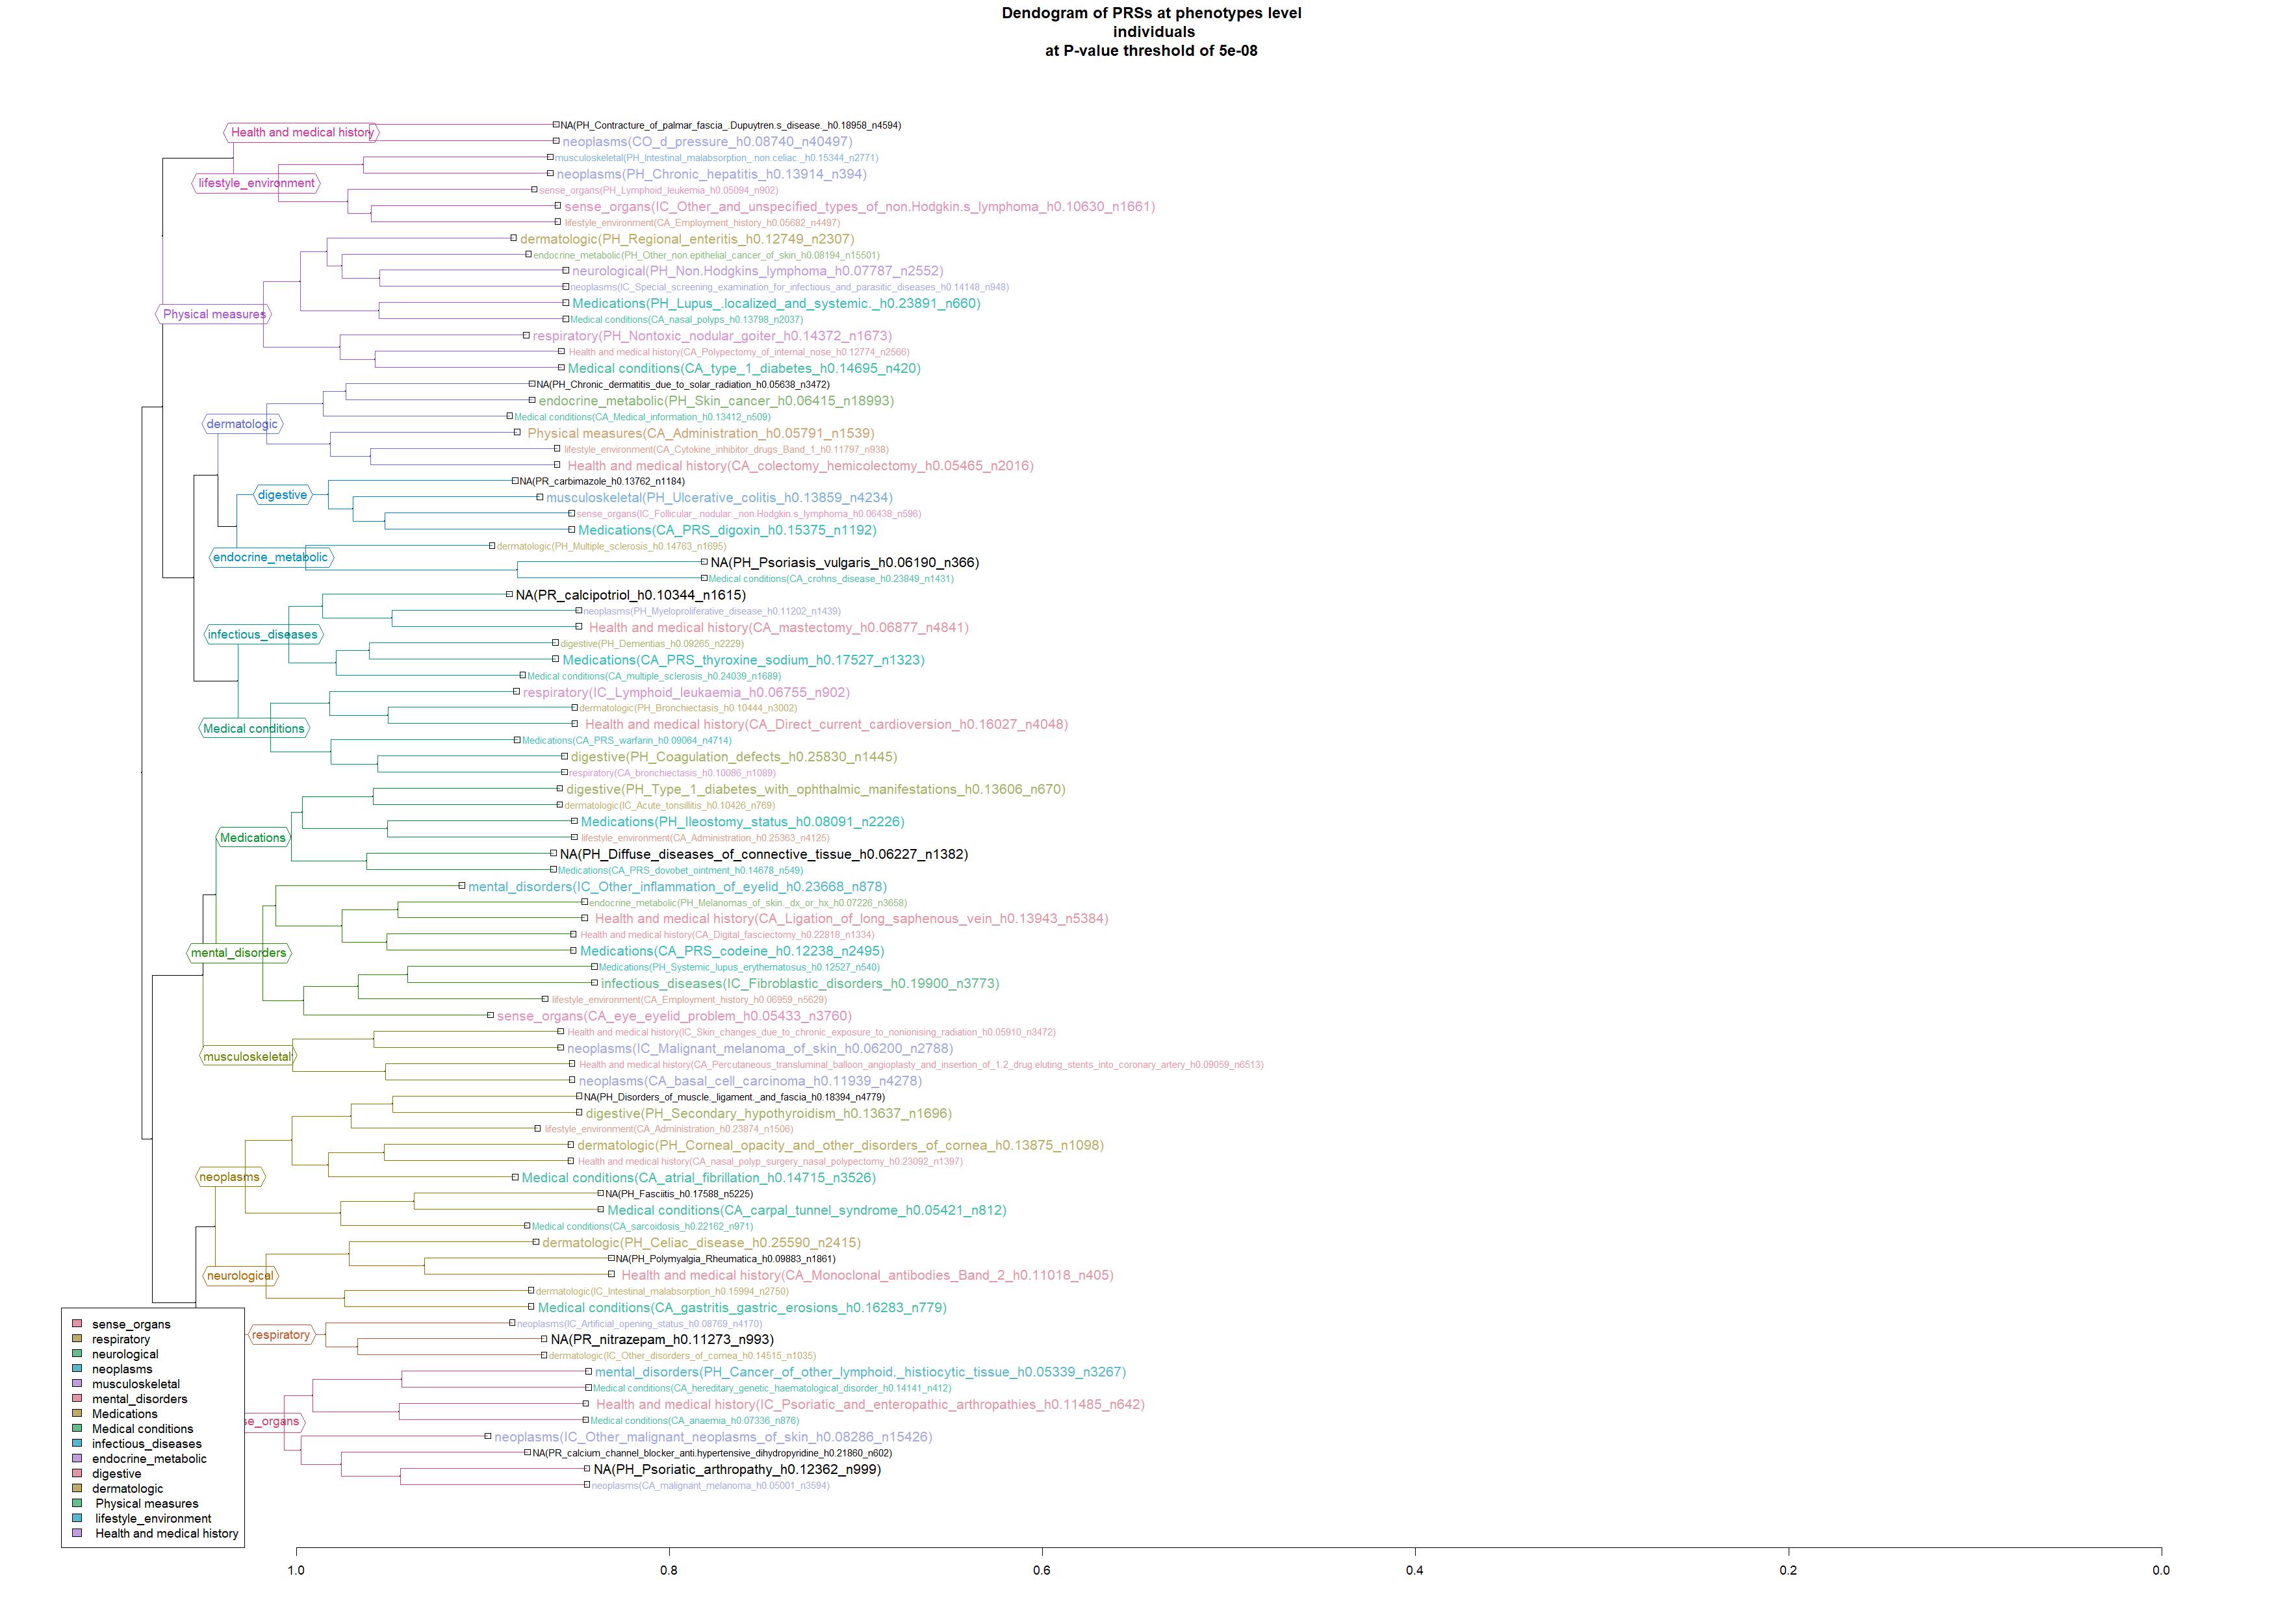 Dendogram of PRSs at phenotypes level
individuals
at P-value threshold of 5e-08
Health and medical history
NA(PH_Contracture_of_palmar_fascia_.Dupuytren.s_disease._h0.18958_n4594)
neoplasms(CO_d_pressure_h0.08740_n40497)
musculoskeletal(PH_Intestinal_malabsorption_.non.celiac._h0.15344_n2771)
neoplasms(PH_Chronic_hepatitis_h0.13914_n394)
lifestyle_environment
sense_organs(PH_Lymphoid_leukemia_h0.05094_n902)
sense_organs(IC_Other_and_unspecified_types_of_non.Hodgkin.s_lymphoma_h0.10630_n1661)
lifestyle_environment(CA_Employment_history_h0.05682_n4497)
dermatologic(PH_Regional_enteritis_h0.12749_n2307)
endocrine_metabolic(PH_Other_non.epithelial_cancer_of_skin_h0.08194_n15501)
neurological(PH_Non.Hodgkins_lymphoma_h0.07787_n2552)
neoplasms(IC_Special_screening_examination_for_infectious_and_parasitic_diseases_h0.14148_n948)
Medications(PH_Lupus_.localized_and_systemic._h0.23891_n660)
Physical measures
Medical conditions(CA_nasal_polyps_h0.13798_n2037)
respiratory(PH_Nontoxic_nodular_goiter_h0.14372_n1673)
Health and medical history(CA_Polypectomy_of_internal_nose_h0.12774_n2566)
Medical conditions(CA_type_1_diabetes_h0.14695_n420)
NA(PH_Chronic_dermatitis_due_to_solar_radiation_h0.05638_n3472)
endocrine_metabolic(PH_Skin_cancer_h0.06415_n18993)
Medical conditions(CA_Medical_information_h0.13412_n509)
dermatologic
Physical measures(CA_Administration_h0.05791_n1539)
lifestyle_environment(CA_Cytokine_inhibitor_drugs_Band_1_h0.11797_n938)
Health and medical history(CA_colectomy_hemicolectomy_h0.05465_n2016)
NA(PR_carbimazole_h0.13762_n1184)
digestive
musculoskeletal(PH_Ulcerative_colitis_h0.13859_n4234)
sense_organs(IC_Follicular_.nodular._non.Hodgkin.s_lymphoma_h0.06438_n596)
Medications(CA_PRS_digoxin_h0.15375_n1192)
dermatologic(PH_Multiple_sclerosis_h0.14763_n1695)
endocrine_metabolic
NA(PH_Psoriasis_vulgaris_h0.06190_n366)
Medical conditions(CA_crohns_disease_h0.23849_n1431)
NA(PR_calcipotriol_h0.10344_n1615)
neoplasms(PH_Myeloproliferative_disease_h0.11202_n1439)
Health and medical history(CA_mastectomy_h0.06877_n4841)
infectious_diseases
digestive(PH_Dementias_h0.09265_n2229)
Medications(CA_PRS_thyroxine_sodium_h0.17527_n1323)
Medical conditions(CA_multiple_sclerosis_h0.24039_n1689)
respiratory(IC_Lymphoid_leukaemia_h0.06755_n902)
dermatologic(PH_Bronchiectasis_h0.10444_n3002)
Health and medical history(CA_Direct_current_cardioversion_h0.16027_n4048)
Medical conditions
Medications(CA_PRS_warfarin_h0.09064_n4714)
digestive(PH_Coagulation_defects_h0.25830_n1445)
respiratory(CA_bronchiectasis_h0.10086_n1089)
digestive(PH_Type_1_diabetes_with_ophthalmic_manifestations_h0.13606_n670)
dermatologic(IC_Acute_tonsillitis_h0.10426_n769)
Medications(PH_Ileostomy_status_h0.08091_n2226)
Medications
lifestyle_environment(CA_Administration_h0.25363_n4125)
NA(PH_Diffuse_diseases_of_connective_tissue_h0.06227_n1382)
Medications(CA_PRS_dovobet_ointment_h0.14678_n549)
mental_disorders(IC_Other_inflammation_of_eyelid_h0.23668_n878)
endocrine_metabolic(PH_Melanomas_of_skin._dx_or_hx_h0.07226_n3658)
Health and medical history(CA_Ligation_of_long_saphenous_vein_h0.13943_n5384)
Health and medical history(CA_Digital_fasciectomy_h0.22818_n1334)
mental_disorders
Medications(CA_PRS_codeine_h0.12238_n2495)
Medications(PH_Systemic_lupus_erythematosus_h0.12527_n540)
infectious_diseases(IC_Fibroblastic_disorders_h0.19900_n3773)
lifestyle_environment(CA_Employment_history_h0.06959_n5629)
sense_organs(CA_eye_eyelid_problem_h0.05433_n3760)
Health and medical history(IC_Skin_changes_due_to_chronic_exposure_to_nonionising_radiation_h0.05910_n3472)
neoplasms(IC_Malignant_melanoma_of_skin_h0.06200_n2788)
musculoskeletal
Health and medical history(CA_Percutaneous_transluminal_balloon_angioplasty_and_insertion_of_1.2_drug.eluting_stents_into_coronary_artery_h0.09059_n6513)
neoplasms(CA_basal_cell_carcinoma_h0.11939_n4278)
NA(PH_Disorders_of_muscle._ligament._and_fascia_h0.18394_n4779)
digestive(PH_Secondary_hypothyroidism_h0.13637_n1696)
lifestyle_environment(CA_Administration_h0.23874_n1506)
dermatologic(PH_Corneal_opacity_and_other_disorders_of_cornea_h0.13875_n1098)
Health and medical history(CA_nasal_polyp_surgery_nasal_polypectomy_h0.23092_n1397)
neoplasms
Medical conditions(CA_atrial_fibrillation_h0.14715_n3526)
NA(PH_Fasciitis_h0.17588_n5225)
Medical conditions(CA_carpal_tunnel_syndrome_h0.05421_n812)
Medical conditions(CA_sarcoidosis_h0.22162_n971)
dermatologic(PH_Celiac_disease_h0.25590_n2415)
NA(PH_Polymyalgia_Rheumatica_h0.09883_n1861)
neurological
Health and medical history(CA_Monoclonal_antibodies_Band_2_h0.11018_n405)
dermatologic(IC_Intestinal_malabsorption_h0.15994_n2750)
Medical conditions(CA_gastritis_gastric_erosions_h0.16283_n779)
neoplasms(IC_Artificial_opening_status_h0.08769_n4170)
respiratory
NA(PR_nitrazepam_h0.11273_n993)
dermatologic(IC_Other_disorders_of_cornea_h0.14515_n1035)
mental_disorders(PH_Cancer_of_other_lymphoid._histiocytic_tissue_h0.05339_n3267)
Medical conditions(CA_hereditary_genetic_haematological_disorder_h0.14141_n412)
Health and medical history(IC_Psoriatic_and_enteropathic_arthropathies_h0.11485_n642)
se_organs
Medical conditions(CA_anaemia_h0.07336_n876)
neoplasms(IC_Other_malignant_neoplasms_of_skin_h0.08286_n15426)
NA(PR_calcium_channel_blocker_anti.hypertensive_dihydropyridine_h0.21860_n602)
NA(PH_Psoriatic_arthropathy_h0.12362_n999)
neoplasms(CA_malignant_melanoma_h0.05001_n3594)
sense_organs
respiratory
neurological
neoplasms
musculoskeletal
mental_disorders
Medications
Medical conditions
infectious_diseases
endocrine_metabolic
digestive
dermatologic
Physical measures
lifestyle_environment
Health and medical history
1.0 0.8 0.6 0.4 0.2 0.0